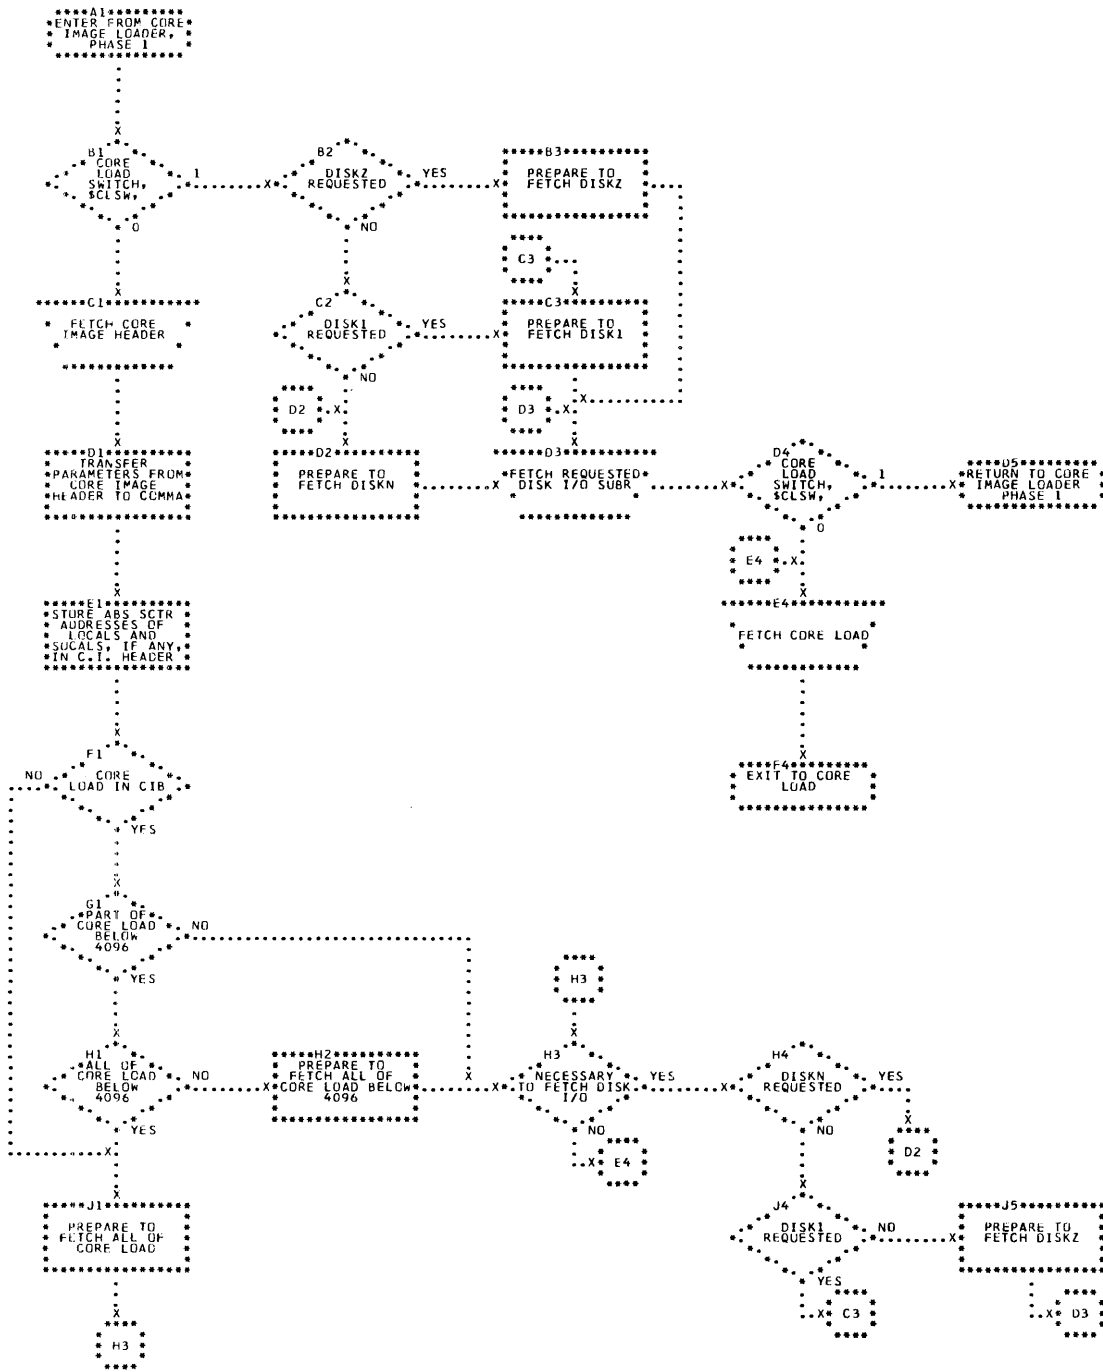 A1
ENTER FROM CORE
IMAGE LOADER,
PHASE 1
B1
CORE
LOAD
SWITCH,
$CLSW,
1
0
B2
DISKZ
REQUESTED
YES
NO
B3
PREPARE TO
FETCH DISKZ
C3
C1
FETCH CORE
IMAGE HEADER
C2
DISK1
REQUESTED
YES
NO
C3
PREPARE TO
FETCH DISK1
D2
D3
D1
TRANSFER
PARAMETERS FROM
CORE IMAGE
HEADER TO COMMA
D2
PREPARE TO
FETCH DISKN
D3
FETCH REQUESTED
DISK I/O SUBR
D4
CORE
LOAD
SWITCH,
$CLSW,
1
0
D5
RETURN TO CORE
IMAGE LOADER
PHASE 1
E4
E1
STORE ABS SCTR
ADDRESSES OF
LOCALS AND
SOCALS, IF ANY,
IN C.I. HEADER
E4
FETCH CORE LOAD
F1
CORE
LOAD IN CIB
NO
YES
F4
EXIT TO CORE
LOAD
G1
PART OF
CORE LOAD
BELOW
4096
NO
YES
H3
H1
ALL OF
CORE LOAD
BELOW
4096
NO
YES
H2
PREPARE TO
FETCH ALL OF
CORE LOAD BELOW
4096
H3
NECESSARY
TO FETCH DISK
I/O
YES
NO
H4
DISKN
REQUESTED
YES
NO
D2
E4
J1
PREPARE TO
FETCH ALL OF
CORE LOAD
J4
DISK1
REQUESTED
NO
YES
J5
PREPARE TO
FETCH DISKZ
C3
D3
H3